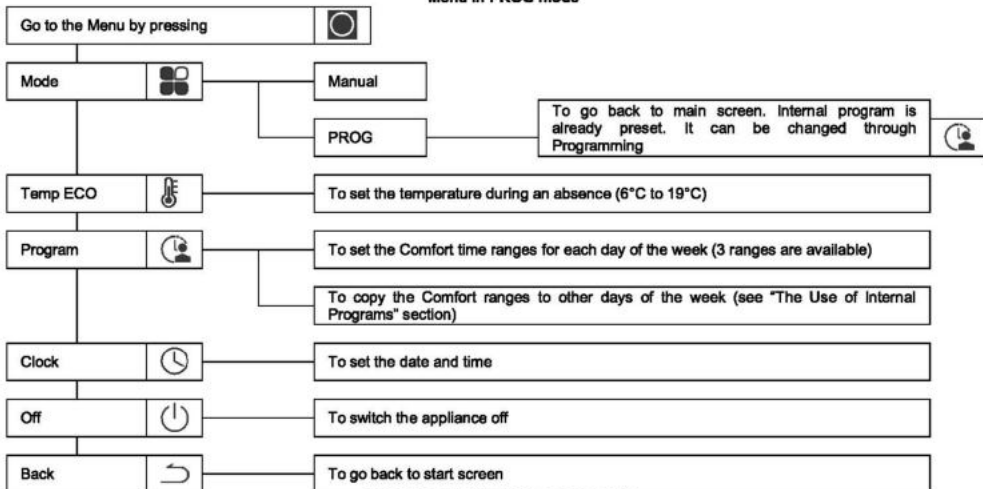 Menu in PROG mode
Go to the Menu by pressing
Mode
Manual
PROG
To go back to main screen. Internal program is
already preset. It can be changed through
Programming
Temp ECO
To set the temperature during an absence (6°C to 19°C)
Program
To set the Comfort time ranges for each day of the week (3 ranges are available)
To copy the Comfort ranges to other days of the week (see "The Use of Internal
Programs" section)
Clock
To set the date and time
Off
To switch the appliance off
Back
To go back to start screen